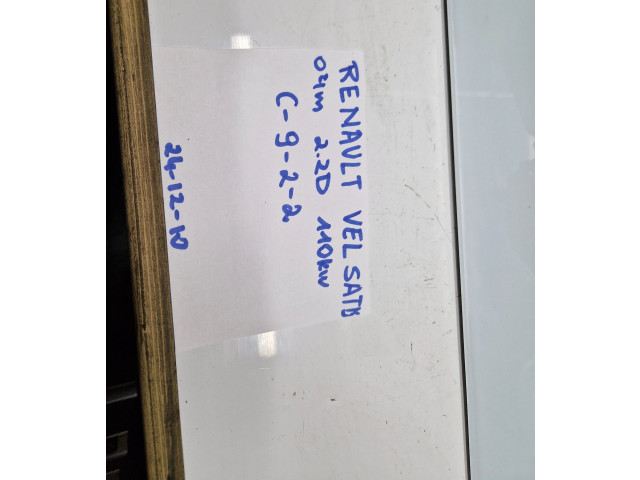 RENAULT VEL SATIS
04m 2.2D 110kW
C-9-2-2
24-12-10